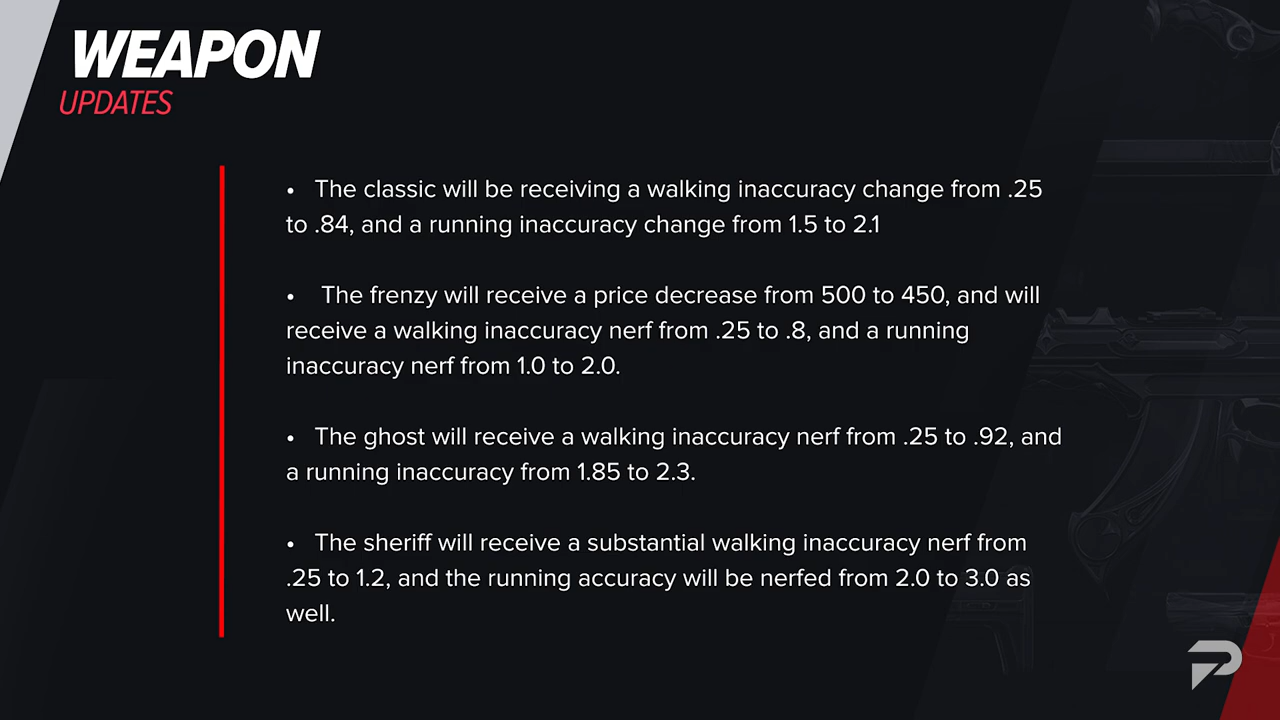 WEAPON
UPDATES
• The classic will be receiving a walking inaccuracy change from .25
to .84, and a running inaccuracy change from 1.5 to 2.1
• The frenzy will receive a price decrease from 500 to 450, and will
receive a walking inaccuracy nerf from .25 to .8, and a running
inaccuracy nerf from 1.0 to 2.0.
• The ghost will receive a walking inaccuracy nerf from .25 to .92, and
a running inaccuracy from 1.85 to 2.3.
• The sheriff will receive a substantial walking inaccuracy nerf from
.25 to 1.2, and the running accuracy will be nerfed from 2.0 to 3.0 as
well.